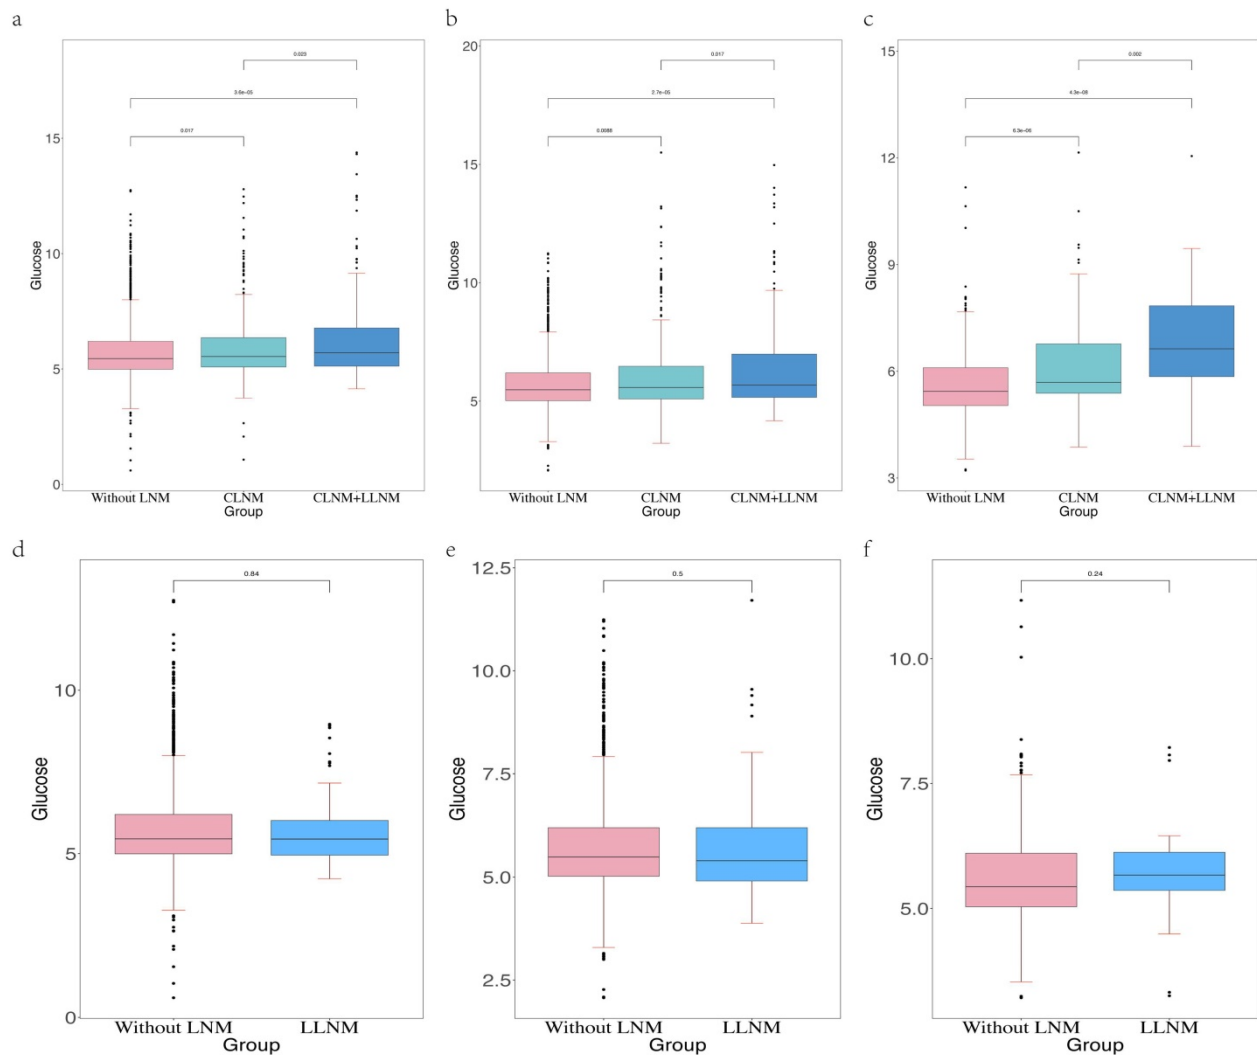 a
0.023
3.6e-05
0.017
15
10
5
0
Glucose
Without LNM CLNM CLNM+LLNM
Group
b
20
0.017
2.7e-05
0.0088
15
10
5
Glucose
Without LNM CLNM CLNM+LLNM
Group
c
15
0.002
4.3e-08
6.3e-06
12
9
6
3
Glucose
Without LNM CLNM CLNM+LLNM
Group
d
0.84
10
5
0
Glucose
Without LNM LLNM
Group
e
12.5
0.5
10.0
7.5
5.0
2.5
Glucose
Without LNM LLNM
Group
f
0.24
10.0
7.5
5.0
Glucose
Without LNM LLNM
Group